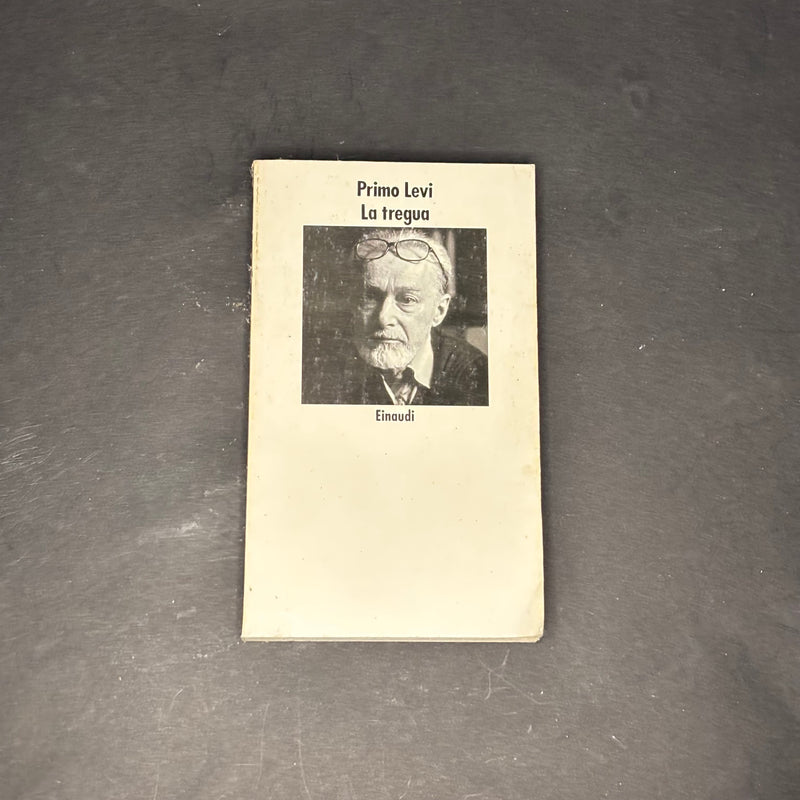 Primo Levi
La tregua
Einaudi